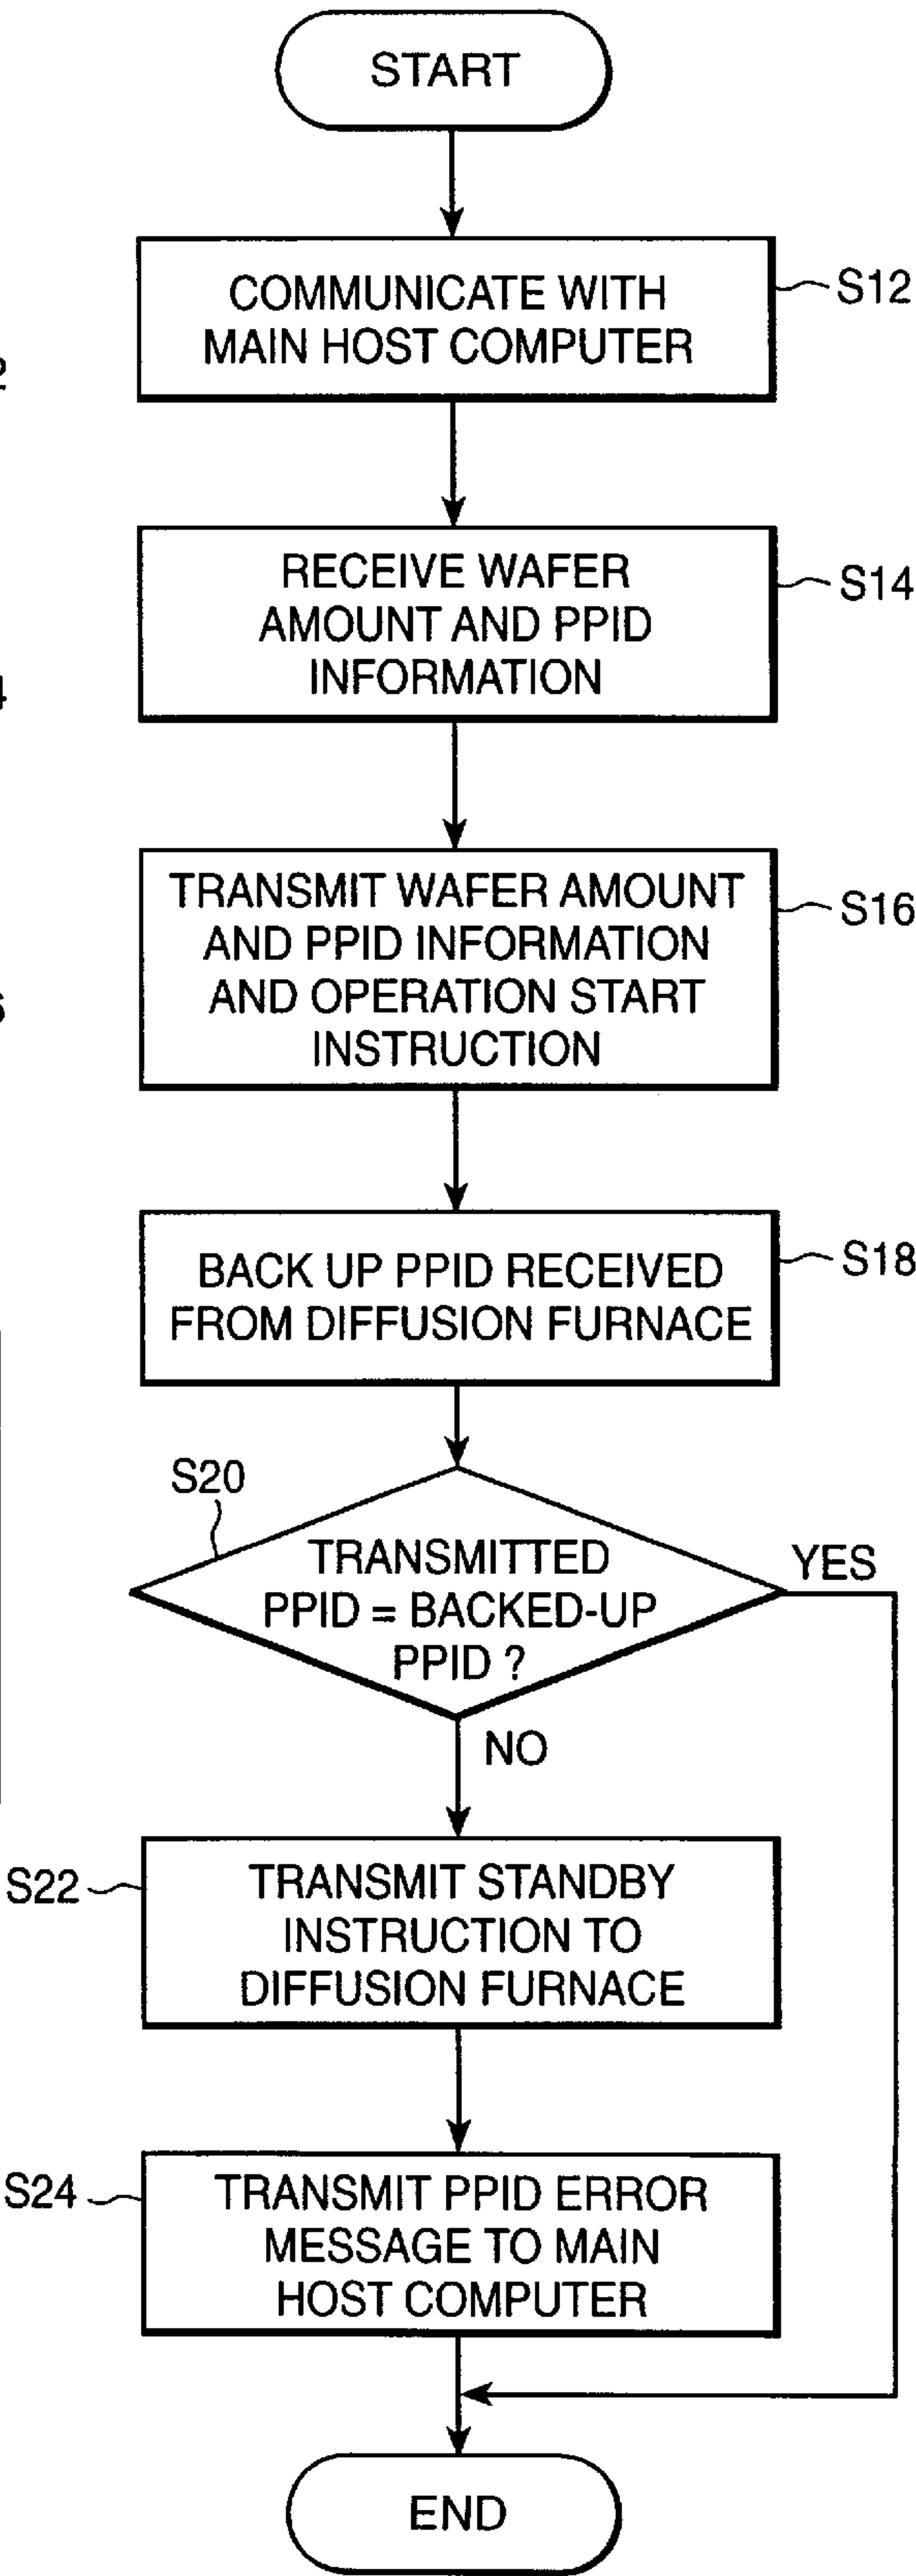 START
COMMUNICATE WITH
MAIN HOST COMPUTER
S12
RECEIVE WAFER
AMOUNT AND PPID
INFORMATION
S14
TRANSMIT WAFER AMOUNT
AND PPID INFORMATION
AND OPERATION START
INSTRUCTION
S16
BACK UP PPID RECEIVED
FROM DIFFUSION FURNACE
S18
S20
TRANSMITTED
PPID = BACKED-UP
PPID ?
YES
NO
S22
TRANSMIT STANDBY
INSTRUCTION TO
DIFFUSION FURNACE
S24
TRANSMIT PPID ERROR
MESSAGE TO MAIN
HOST COMPUTER
END